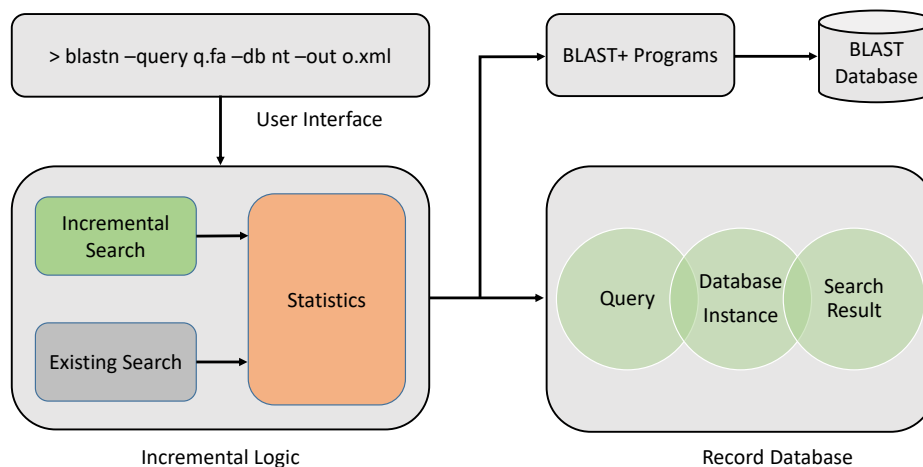 > blastn –query q.fa –db nt –out o.xml
User Interface
BLAST+ Programs
BLAST
Database
Incremental
Search
Existing Search
Statistics
Incremental Logic
Query
Database
Instance
Search
Result
Record Database